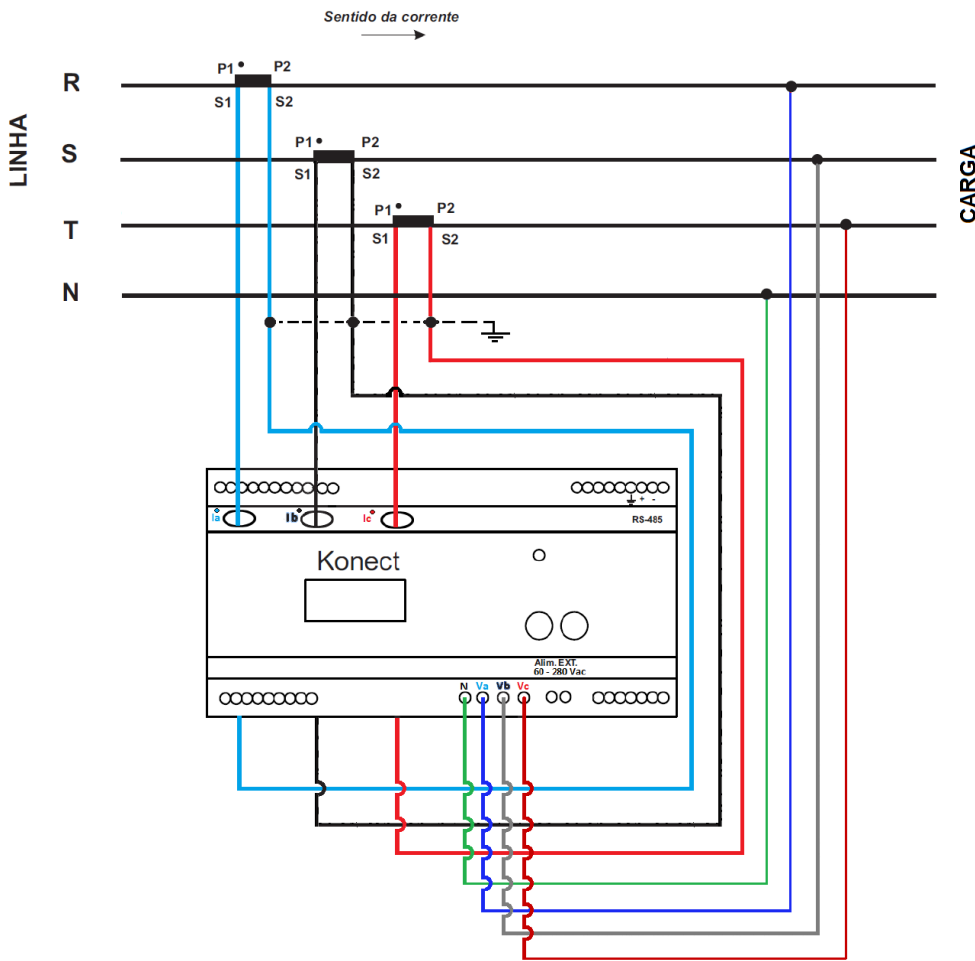 Sentido da corrente
P1 P2
R
S1 S2
P1 P2
S
S1 S2
P1 P2
T
S1 S2
N
LINHA
CARGA
+ -
Ia Ib Ic RS-485
Konect
Alim. EXT.
60 - 280 Vac
N Va Vb Vc